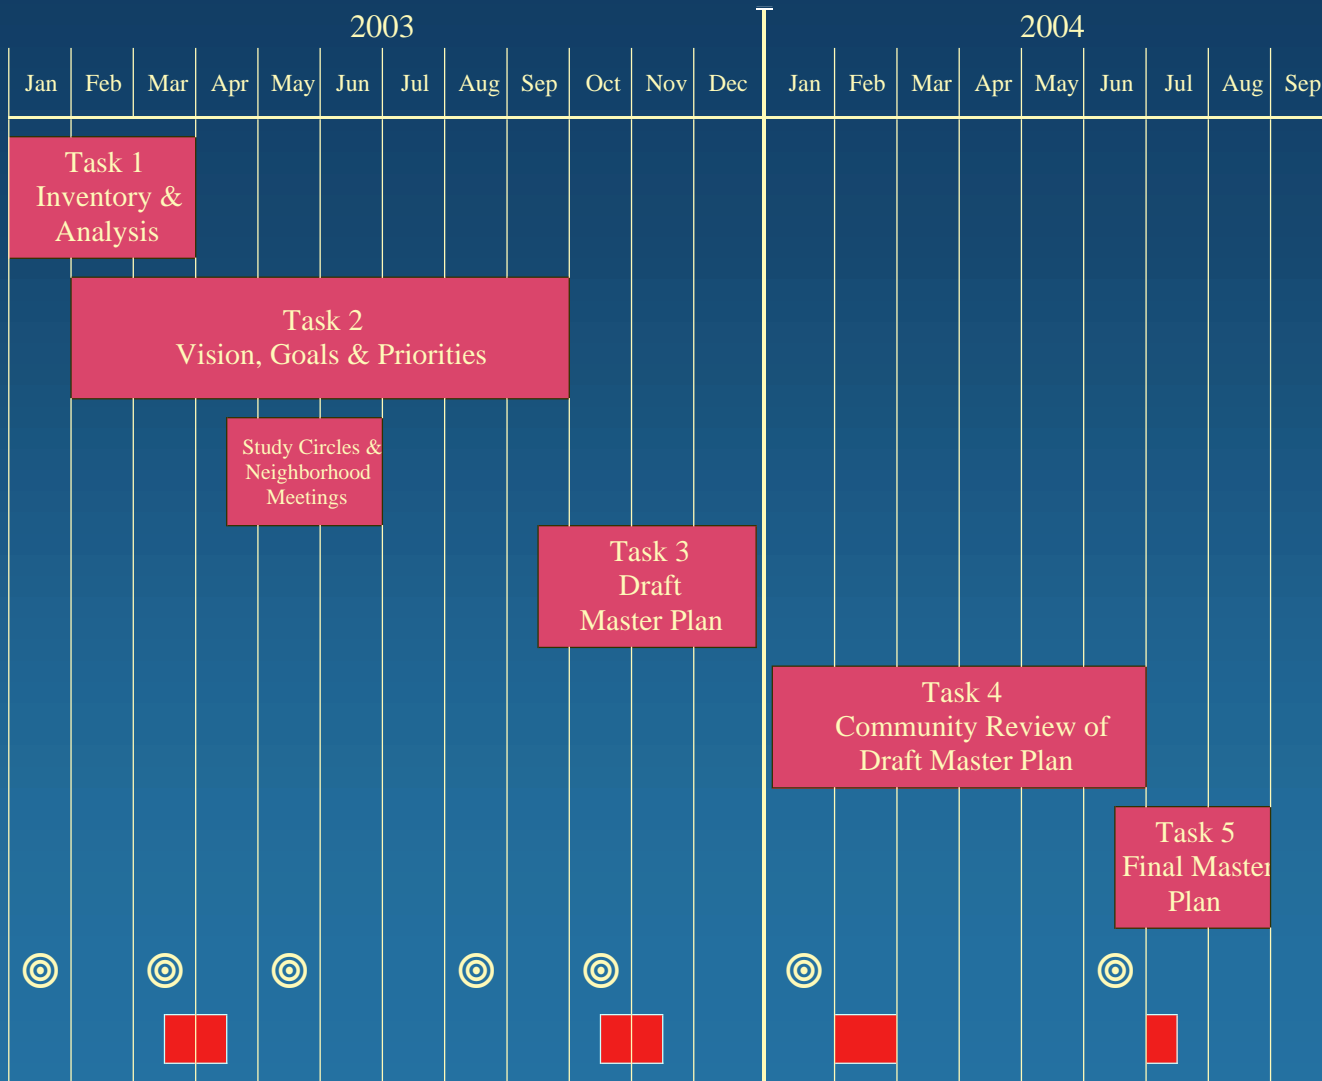 2003 2004
Jan Feb Mar Apr May Jun Jul Aug Sep Oct Nov Dec Jan Feb Mar Apr May Jun Jul Aug Sep
Task 1
Inventory &
Analysis
Task 2
Vision, Goals & Priorities
Study Circles &
Neighborhood
Meetings
Task 3
Draft
Master Plan
Task 4
Community Review of
Draft Master Plan
Task 5
Final Master
Plan